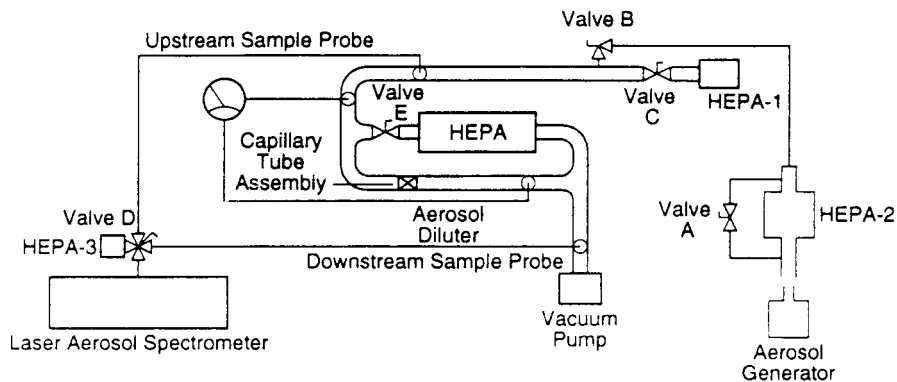 Valve B
Upstream Sample Probe
Valve
E
Valve
C
HEPA-1
HEPA
Capillary
Tube
Assembly
Valve D
HEPA-3
Aerosol
Diluter
Downstream Sample Probe
Valve
A
HEPA-2
Laser Aerosol Spectrometer
Vacuum
Pump
Aerosol
Generator